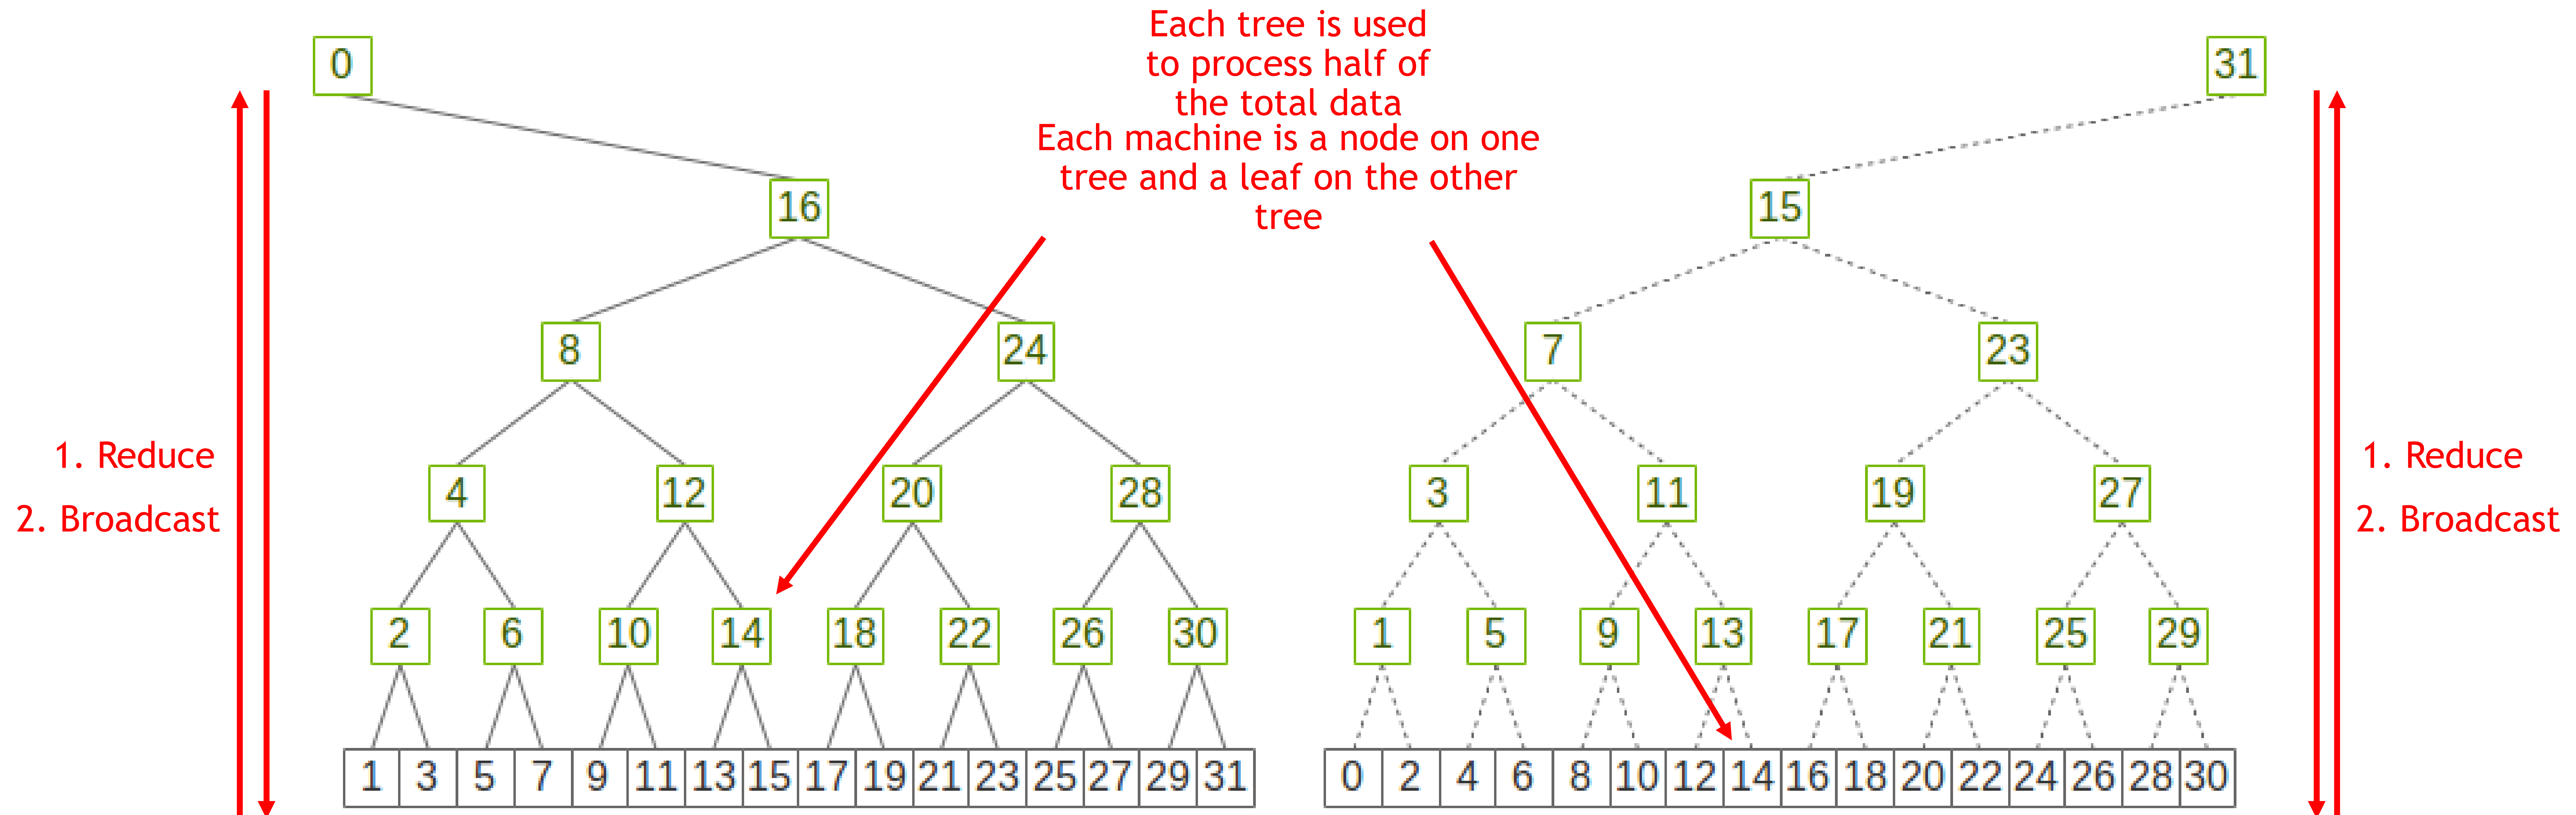 Each tree is used
to process half of
the total data
Each machine is a node on one
tree and a leaf on the other
tree
0
31
16
15
8
24
7
23
1. Reduce
2. Broadcast
4
12
20
28
3
11
19
27
1. Reduce
2. Broadcast
2
6
10
14
18
22
26
30
1
5
9
13
17
21
25
29
1 3 5 7 9 11 13 15 17 19 21 23 25 27 29 31
0 2 4 6 8 10 12 14 16 18 20 22 24 26 28 30